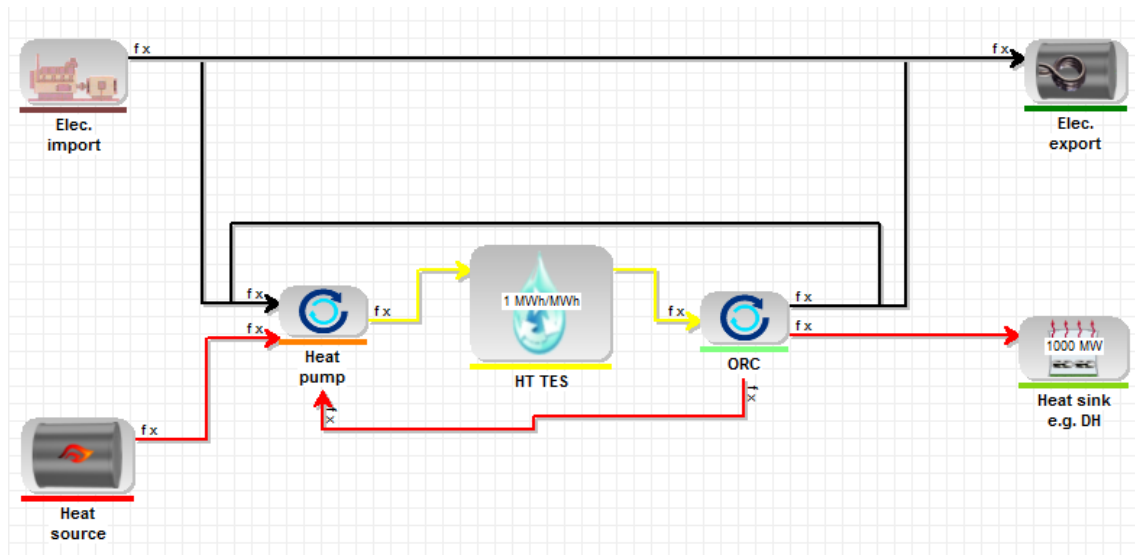 f x
f x
Elec.
import
Elec.
export
f x
1 MWh/MWh
f x
f x
f x
f x
f x
Heat
pump
HT TES
ORC
1000 MW
Heat sink
e.g. DH
f x
f x
f x
Heat
source